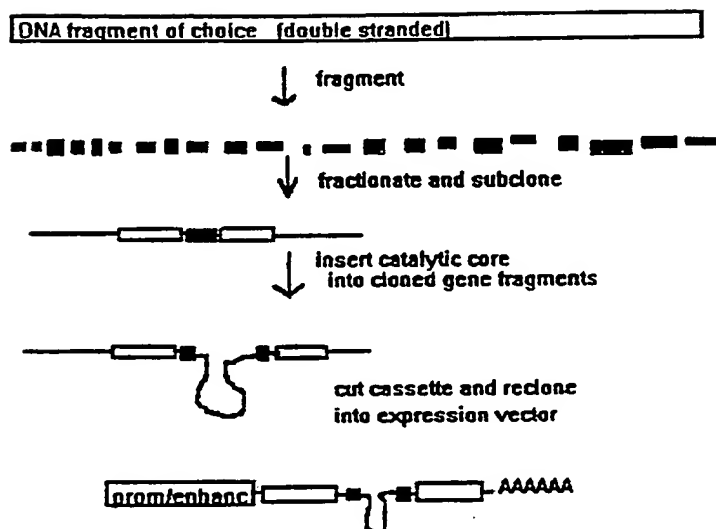 DNA fragment of choice (double stranded)
fragment
fractionate and subclone
insert catalytic core
into cloned gene fragments
cut cassette and reclone
into expression vector
prom/enhanc
AAAAAA